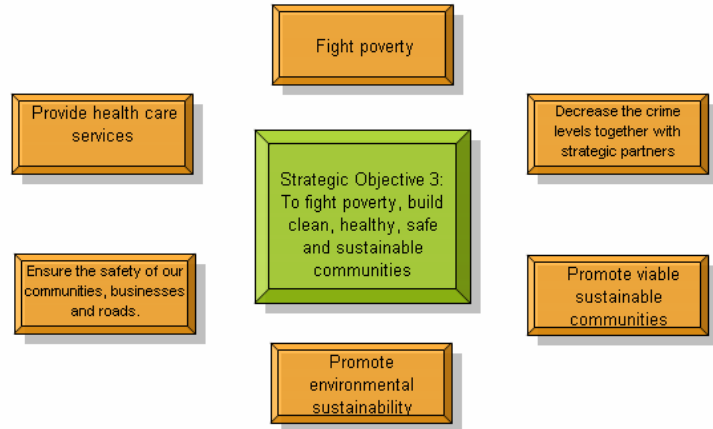 Fight poverty
Provide health care
services
Decrease the crime
levels together with
strategic partners
Strategic Objective 3:
To fight poverty, build
clean, healthy, safe
and sustainable
communities
Ensure the safety of our
communities, businesses
and roads.
Promote viable
sustainable
communities
Promote
environmental
sustainability